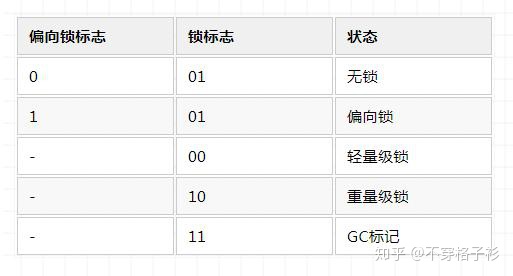 偏向锁标志 锁标志 状态
0 01 无锁
1 01 偏向锁
- 00 轻量级锁
- 10 重量级锁
- 11 GC标记
知乎 @不穿格子衫